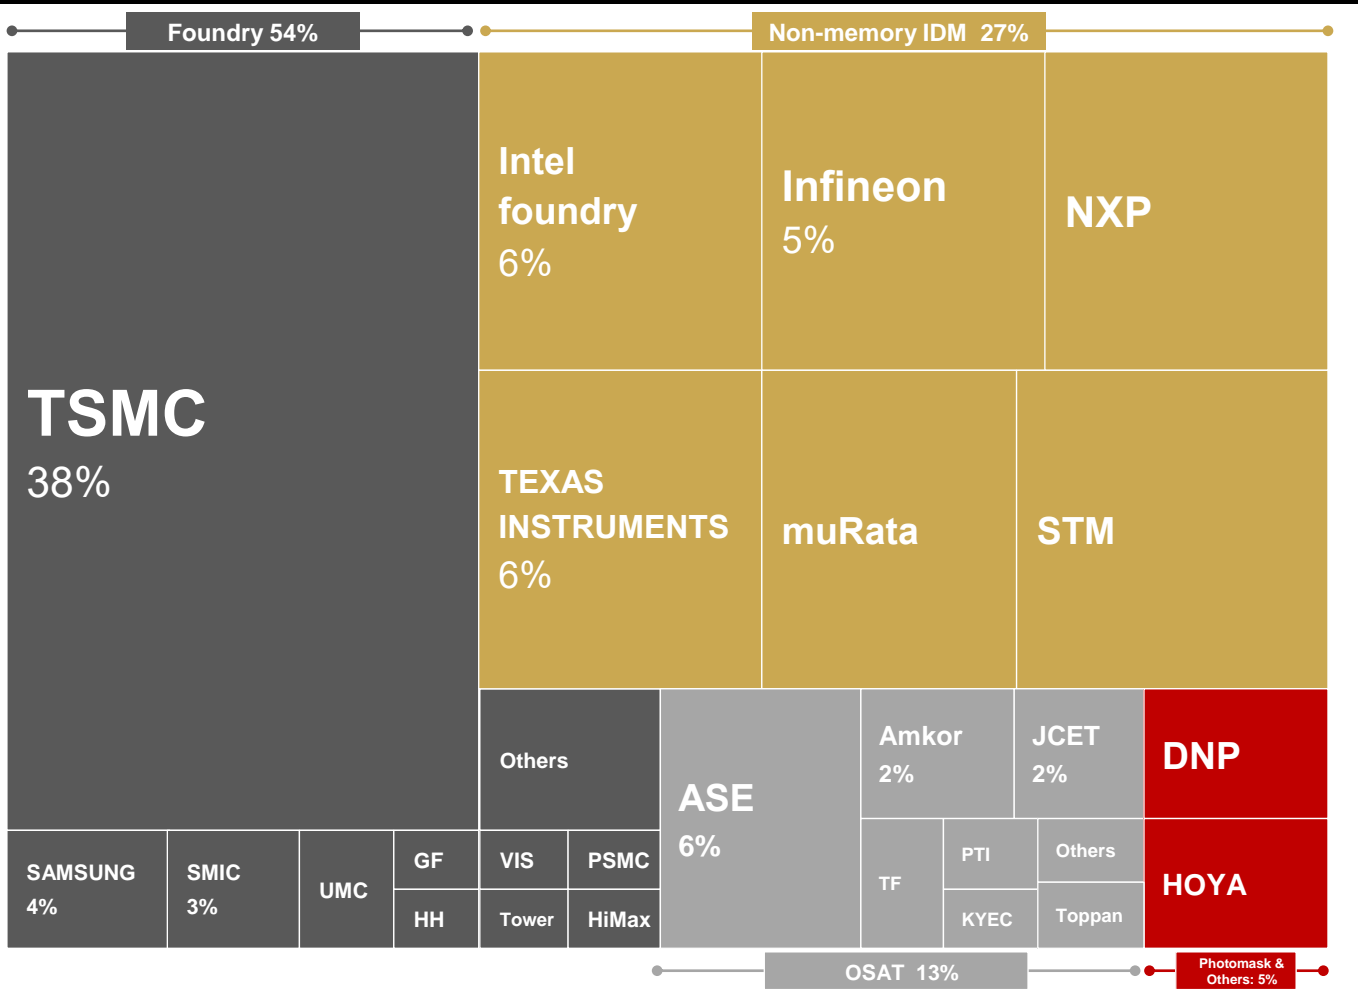 Foundry 54%
Non-memory IDM 27%
TSMC
38%
Intel
foundry
6%
Infineon
5%
NXP
TEXAS
INSTRUMENTS
6%
muRata
STM
SAMSUNG
4%
SMIC
3%
UMC
GF
HH
Others
VIS
PSMC
Tower
HiMax
ASE
6%
Amkor
2%
JCET
2%
TF
PTI
KYEC
Others
Toppan
DNP
HOYA
OSAT 13%
Photomask &
Others: 5%